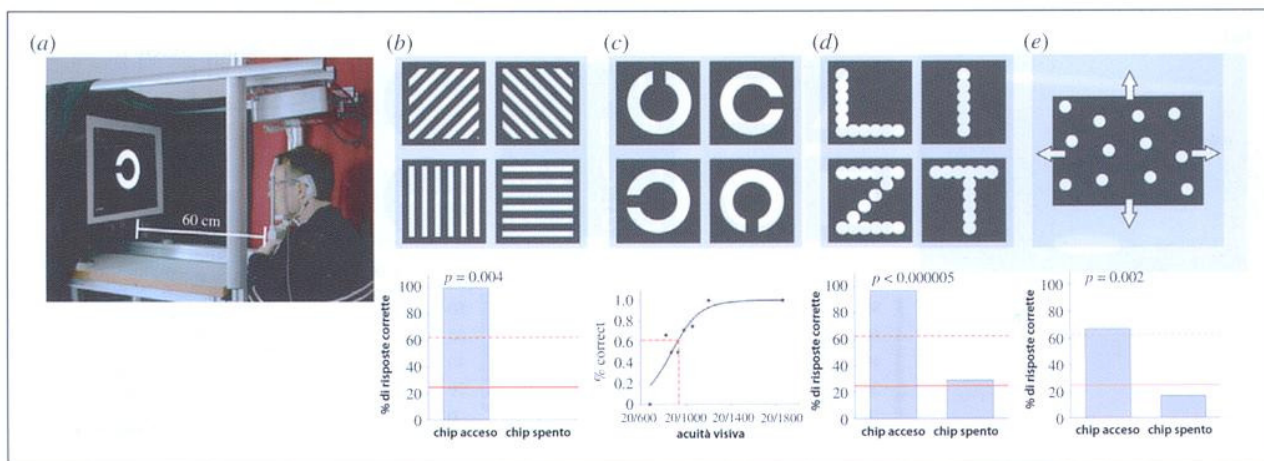 (a)
60 cm
(b)
p = 0.004
% di risposte corrette
100
80
60
40
20
0
chip acceso chip spento
(c)
% correct
1.0
0.8
0.6
0.4
0.2
0
20/600 20/1000 20/1400 20/1800
acuità visiva
(d)
L I
Z T
p < 0.000005
% di risposte corrette
100
80
60
40
20
0
chip acceso chip spento
(e)
p = 0.002
% di risposte corrette
100
80
60
40
20
0
chip acceso chip spento